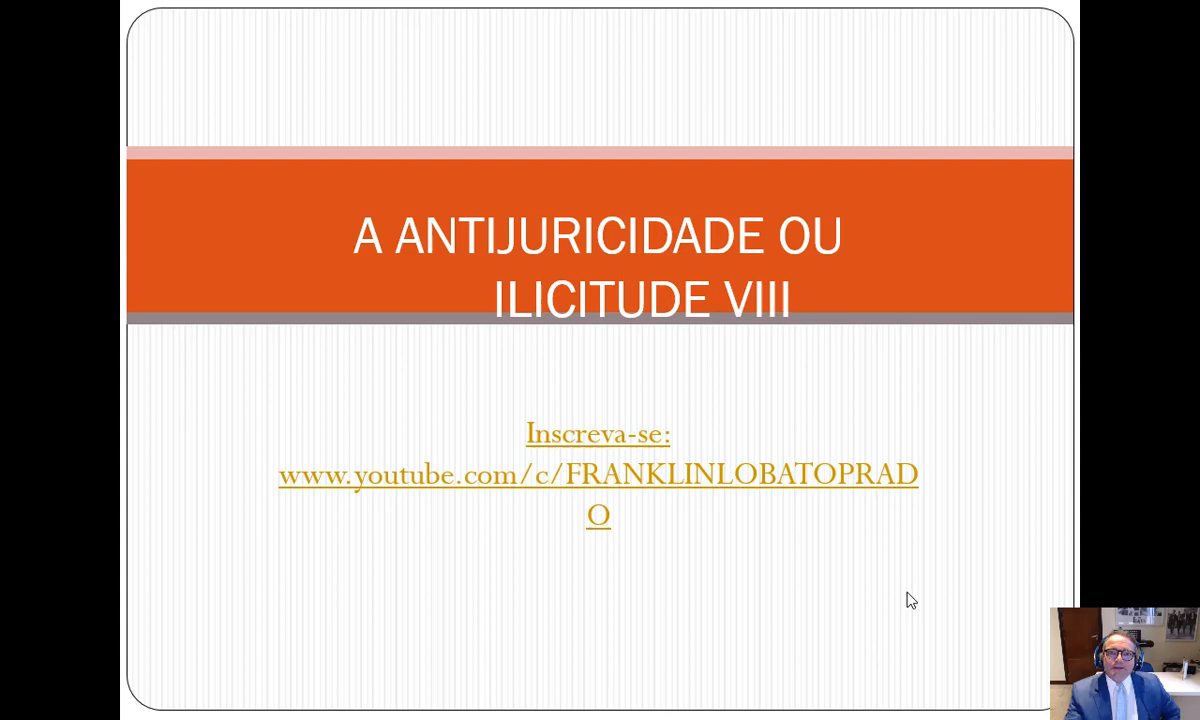 A ANTIJURICIDADE OU
ILICITUDE VIII
Inscreva-se:
www.youtube.com/c/FRANKLINLOBATOPRAD
O